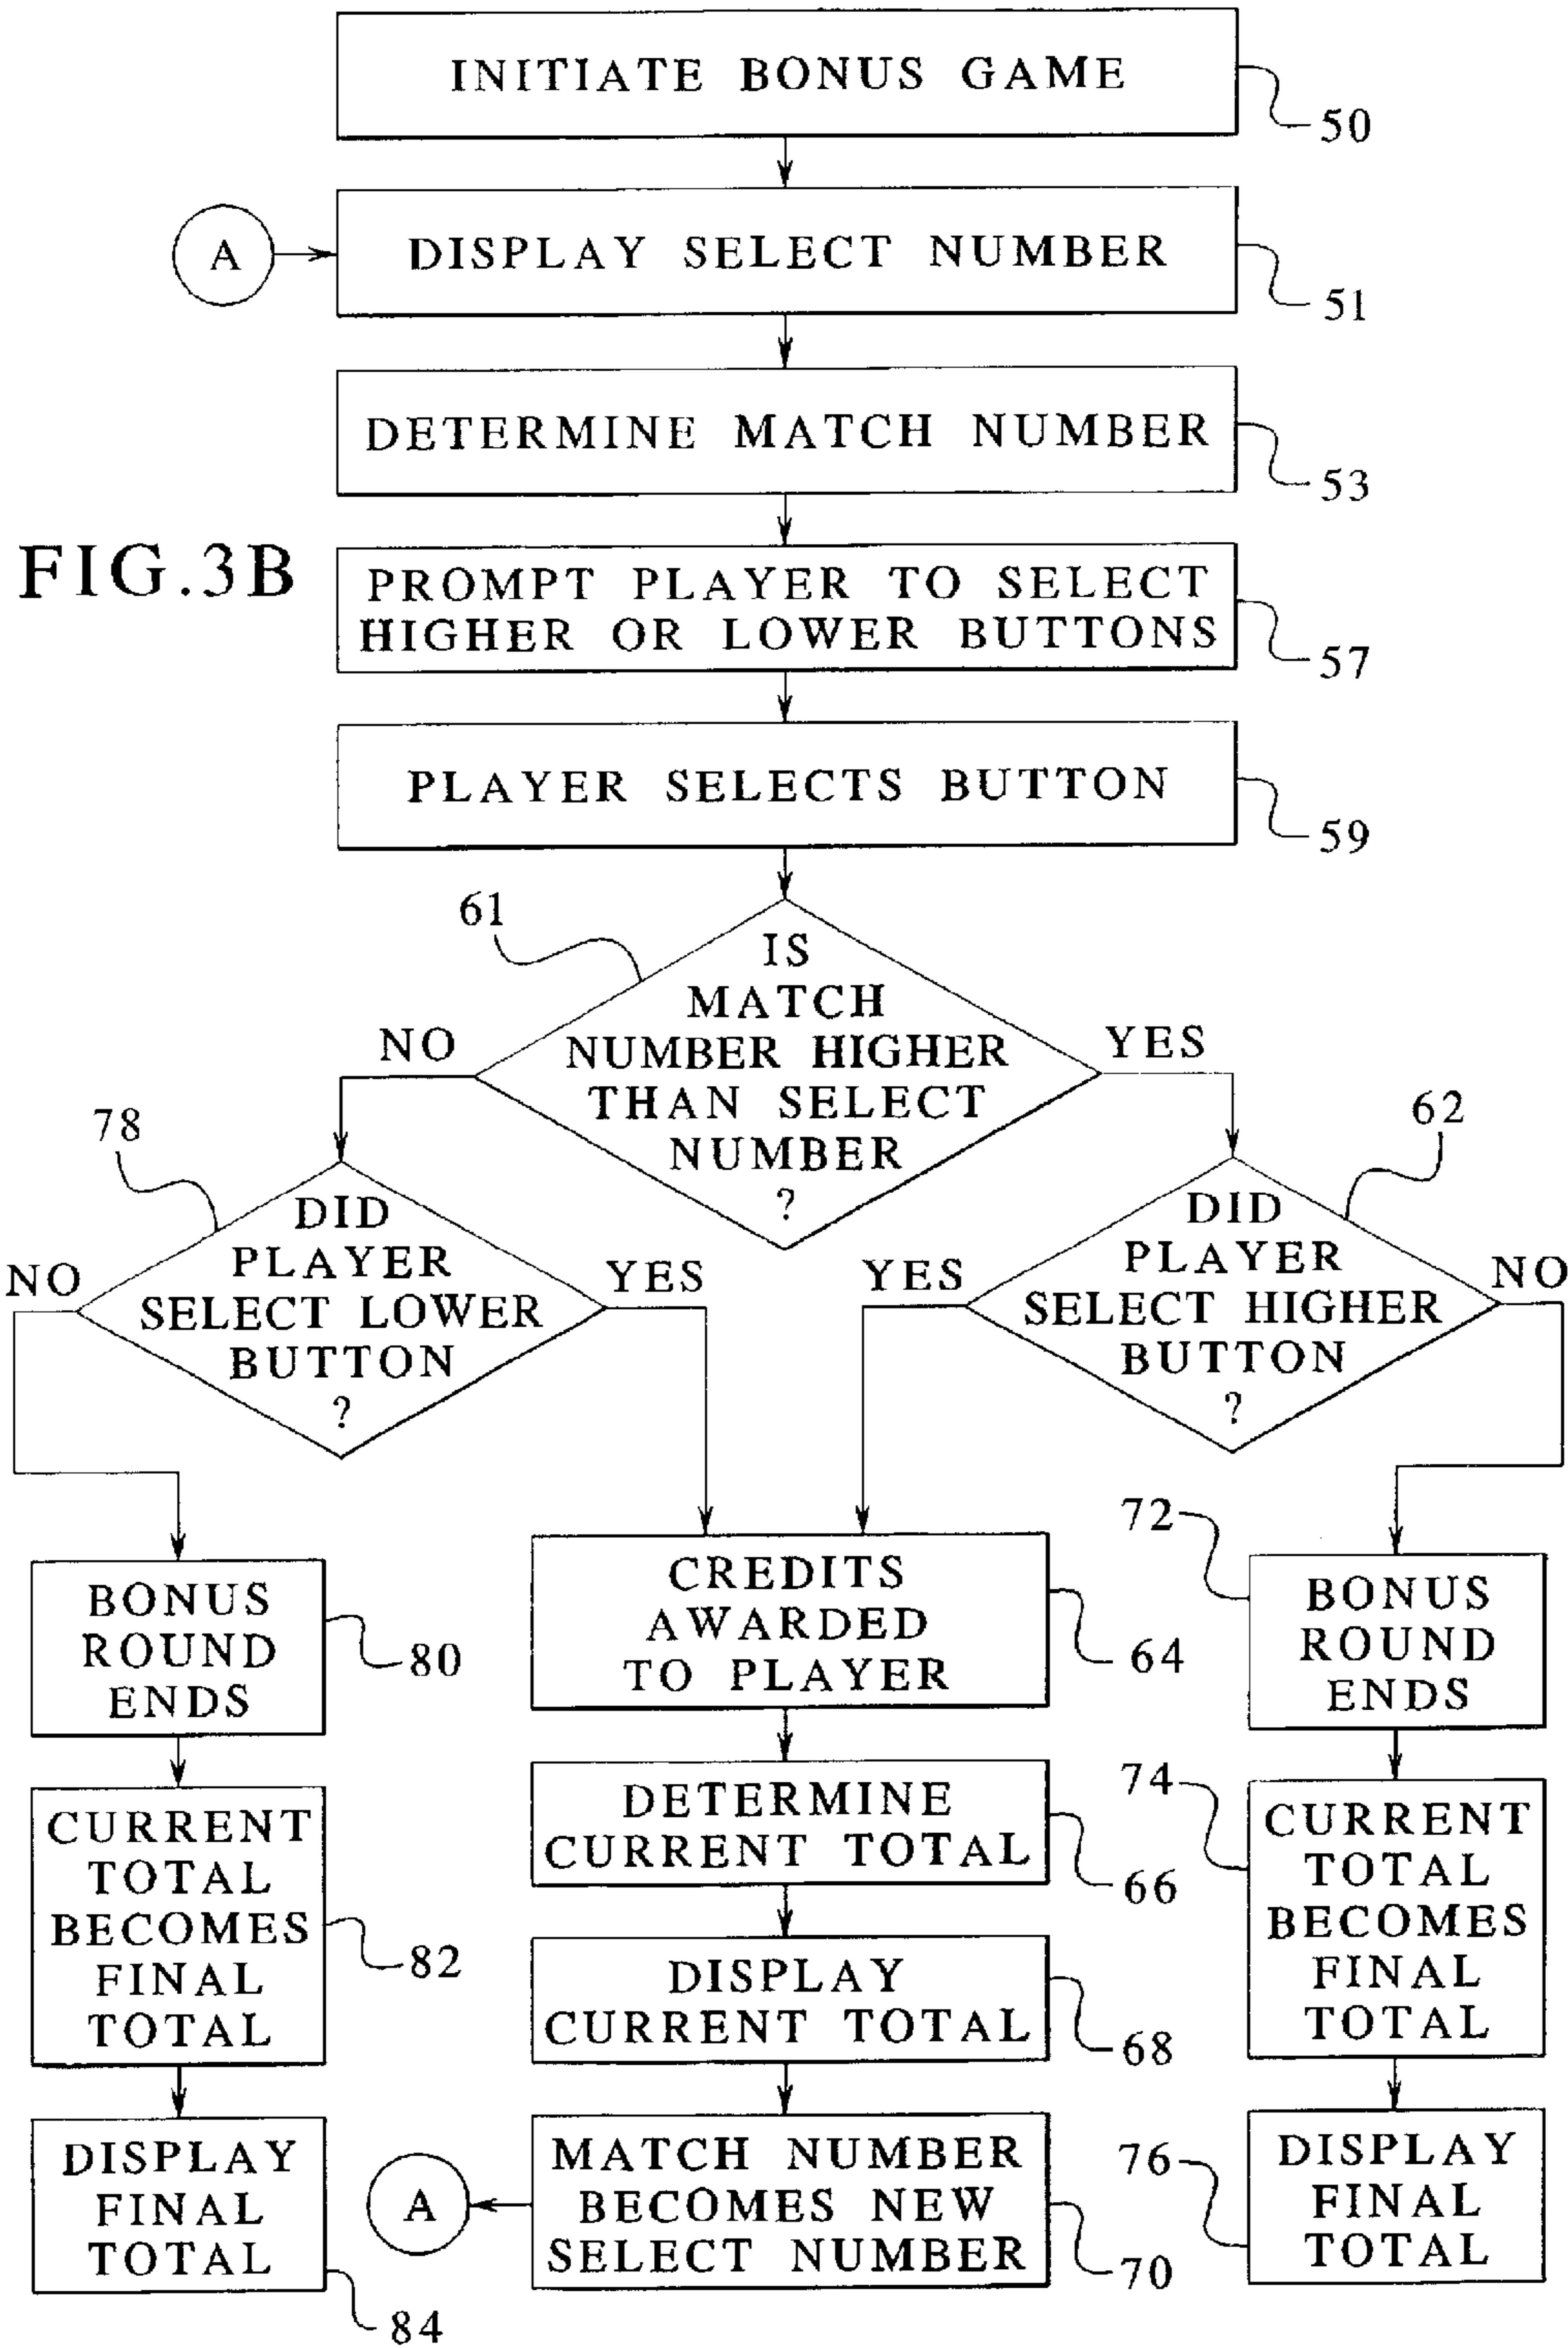 INITIATE BONUS GAME
50
A
DISPLAY SELECT NUMBER
51
DETERMINE MATCH NUMBER
53
FIG.3B
PROMPT PLAYER TO SELECT
HIGHER OR LOWER BUTTONS
57
PLAYER SELECTS BUTTON
59
61
IS
MATCH
NUMBER HIGHER
THAN SELECT
NUMBER
?
NO
YES
78
DID
PLAYER
SELECT LOWER
BUTTON
?
NO
YES
62
DID
PLAYER
SELECT HIGHER
BUTTON
?
YES
NO
BONUS
ROUND
ENDS
80
CREDITS
AWARDED
TO PLAYER
64
72
BONUS
ROUND
ENDS
CURRENT
TOTAL
BECOMES
FINAL
TOTAL
82
DETERMINE
CURRENT TOTAL
66
DISPLAY
CURRENT TOTAL
68
74
CURRENT
TOTAL
BECOMES
FINAL
TOTAL
DISPLAY
FINAL
TOTAL
84
A
MATCH NUMBER
BECOMES NEW
SELECT NUMBER
70
76
DISPLAY
FINAL
TOTAL